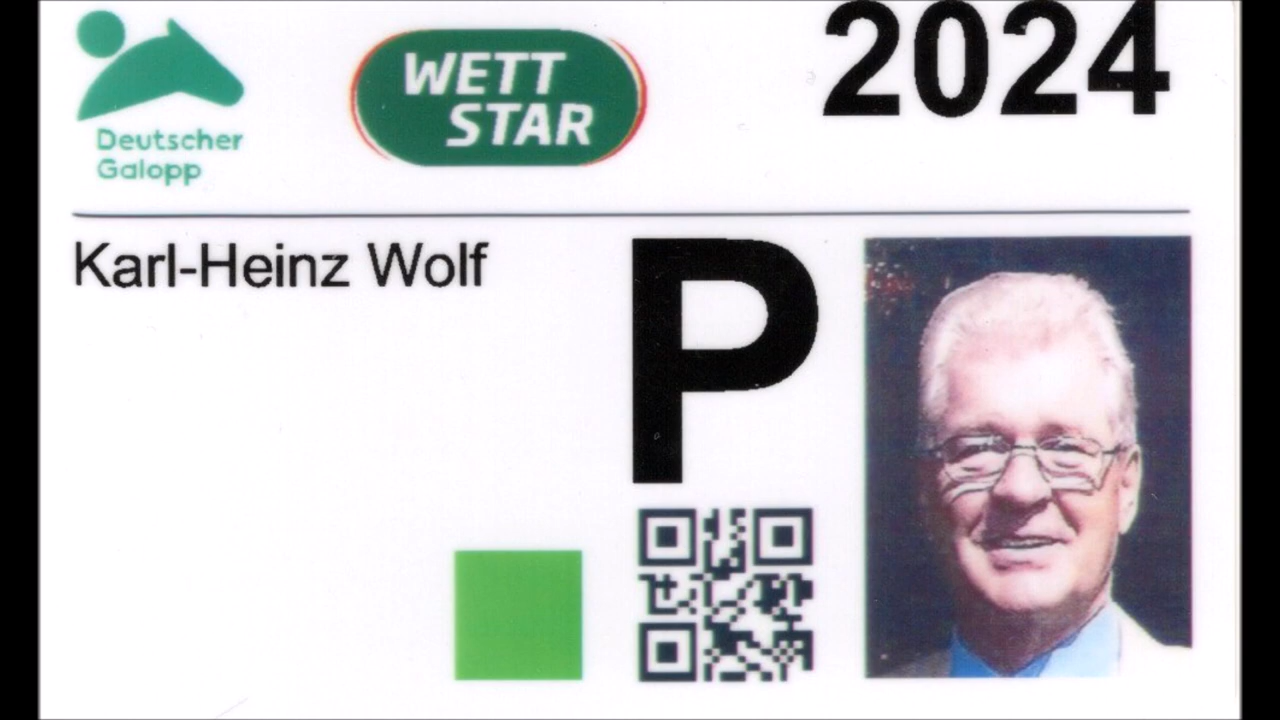 2024
WETT
STAR
Deutscher
Galopp
Karl-Heinz Wolf
P